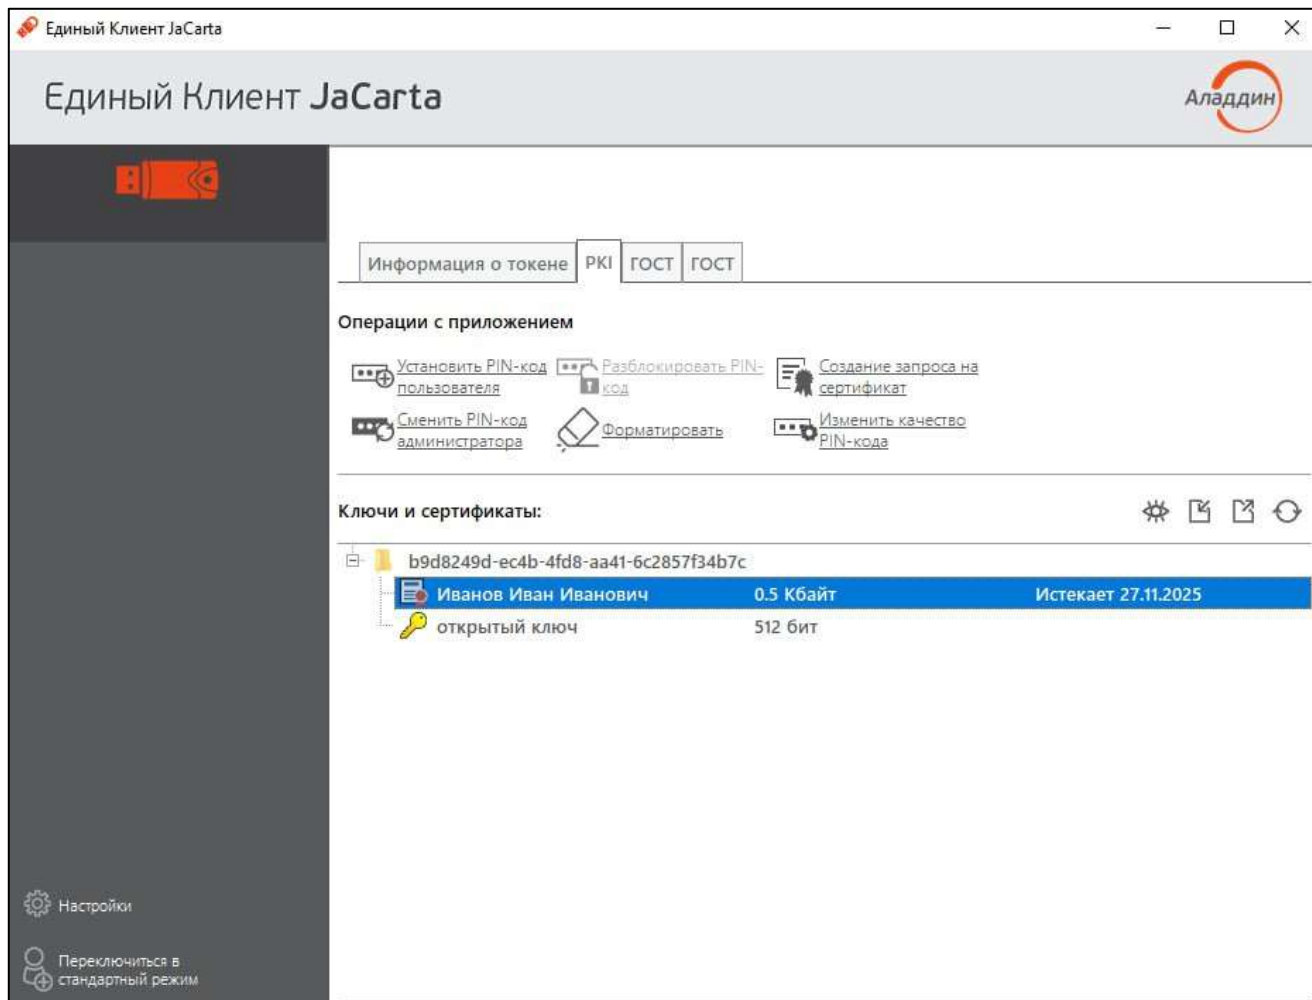 Единый Клиент JaCarta
Единый Клиент JaCarta
Аладдин
Информация о токене
PKI
ГОСТ
ГОСТ
Операции с приложением
Установить PIN-код
пользователя
Разблокировать PIN-
код
Создание запроса на
сертификат
Сменить PIN-код
администратора
Форматировать
Изменить качество
PIN-кода
Ключи и сертификаты:
b9d8249d-ec4b-4fd8-aa41-6c2857f34b7c
Иванов Иван Иванович 0.5 Кбайт Истекает 27.11.2025
открытый ключ 512 бит
Настройки
Переключиться в
стандартный режим